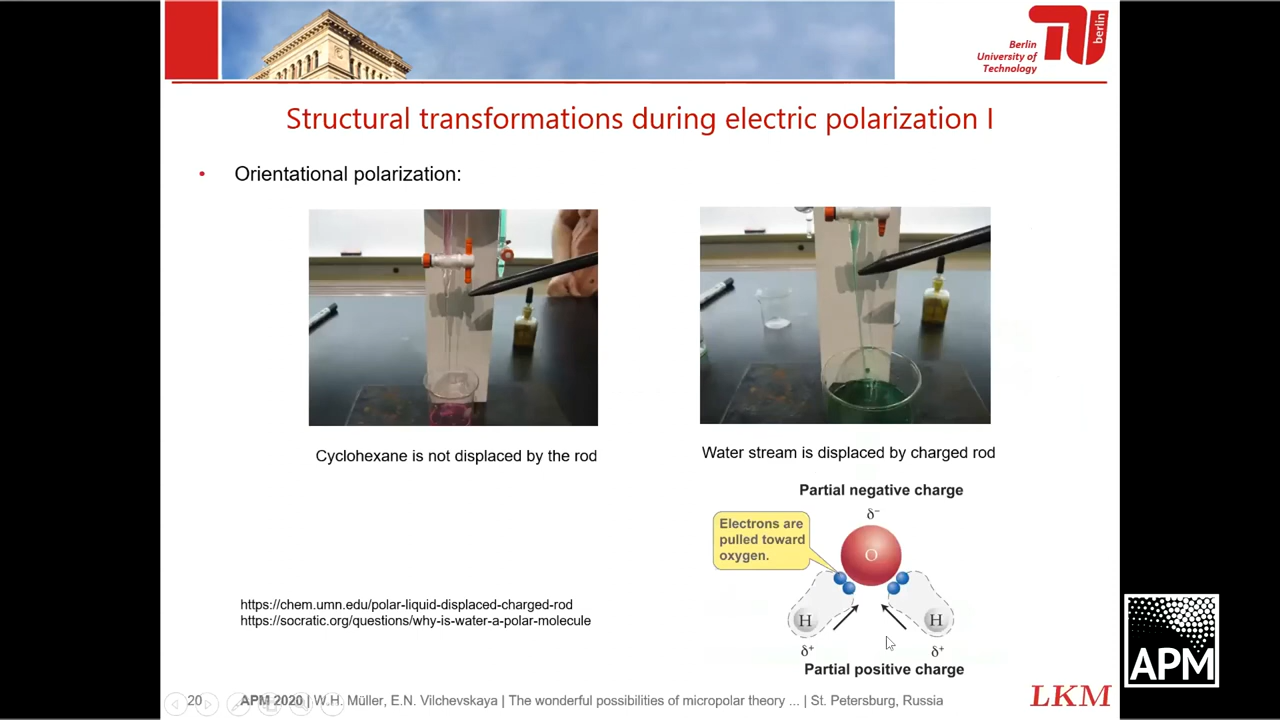 Berlin
University of
Technology
berlin
Structural transformations during electric polarization I
• Orientational polarization:
Cyclohexane is not displaced by the rod
Water stream is displaced by charged rod
Partial negative charge
δ⁻
Electrons are
pulled toward
oxygen.
O
H
H
δ⁺
δ⁺
Partial positive charge
https://chem.umn.edu/polar-liquid-displaced-charged-rod
https://socratic.org/questions/why-is-water-a-polar-molecule
20 APM 2020 | W.H. Müller, E.N. Vilchevskaya | The wonderful possibilities of micropolar theory ... | St. Petersburg, Russia
LKM
APM